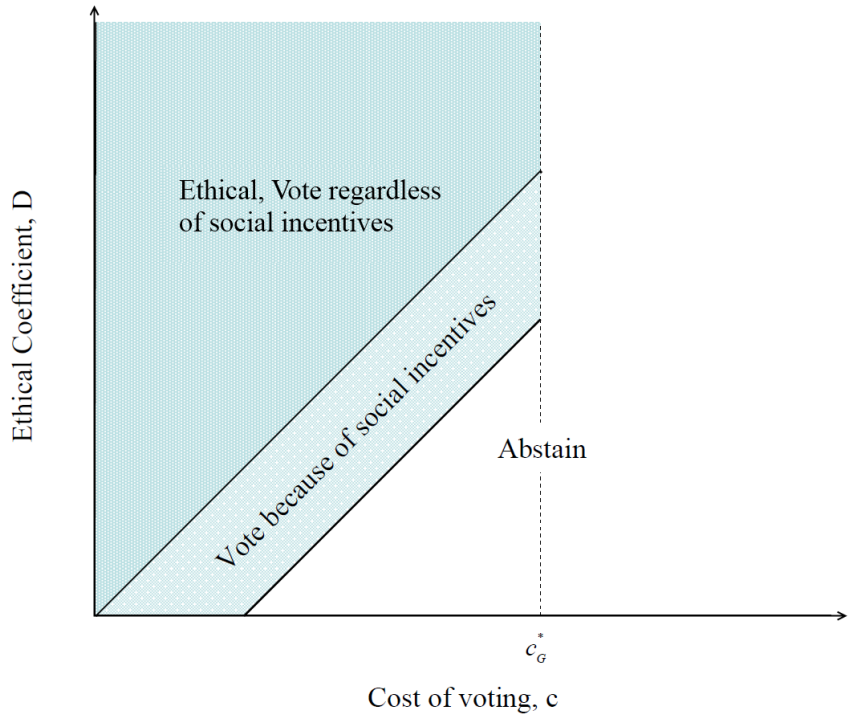 Ethical Coefficient, D
Ethical, Vote regardless
of social incentives
Vote because of social incentives
Abstain
c*G
Cost of voting, c